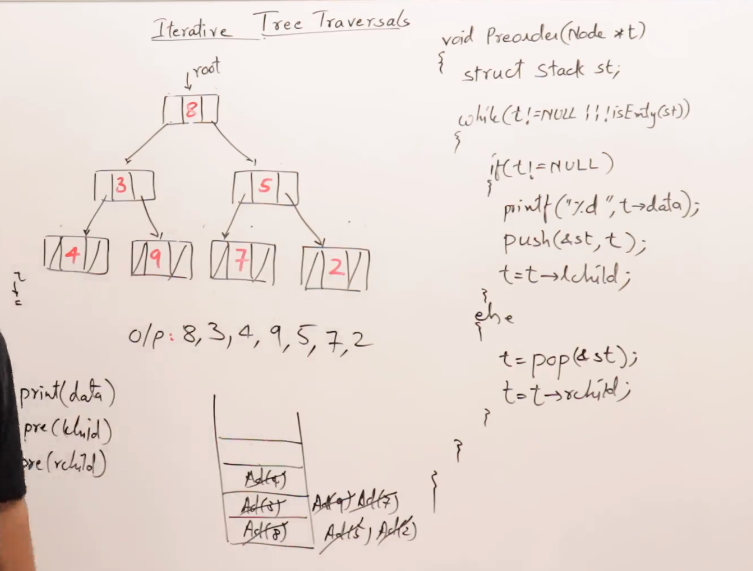 Iterative Tree Traversals
root
8
3 5
4 9 7 2
o/p: 8, 3, 4, 9, 5, 7, 2
print(data)
pre(lchild)
pre(rchild)
Ad(4)
Ad(3) Ad(9) Ad(7)
Ad(8) Ad(5), Ad(2)
void Preorder(Node *t)
{
struct Stack st;
while(t!=NULL || !isEmty(st))
{
if(t!=NULL)
{
printf("%d", t→data);
push(&st, t);
t=t→lchild;
}
else
{
t=pop(&st);
t=t→rchild;
}
}
}